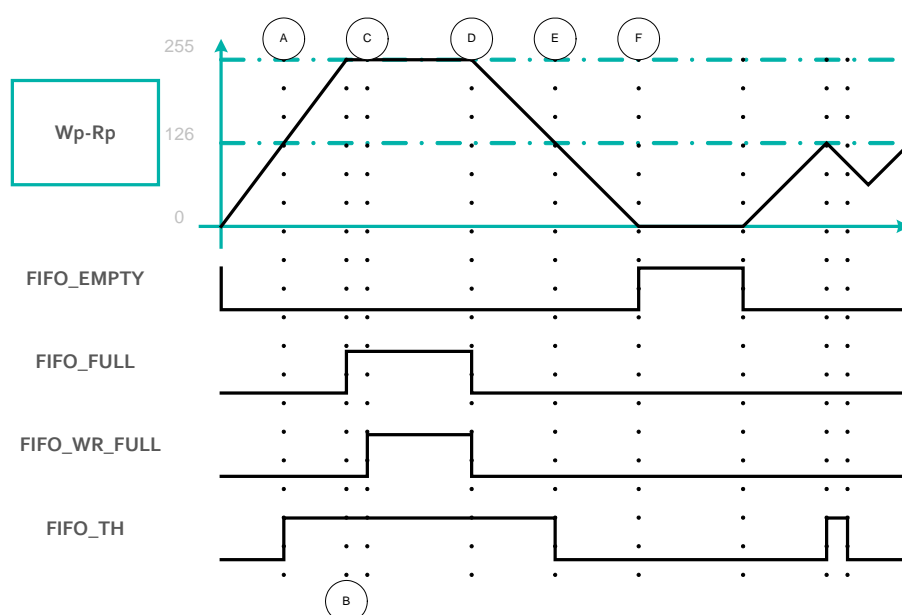 A
C
D
E
F
255
Wp-Rp
126
0
FIFO_EMPTY
FIFO_FULL
FIFO_WR_FULL
FIFO_TH
B